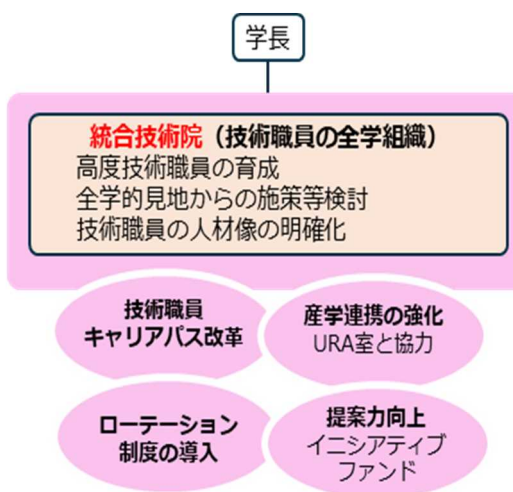 学長
統合技術院（技術職員の全学組織）
高度技術職員の育成
全学的見地からの施策等検討
技術職員の人材像の明確化
技術職員
キャリアパス改革
産学連携の強化
URA室と協力
ローテーション
制度の導入
提案力向上
イニシアティブ
ファンド